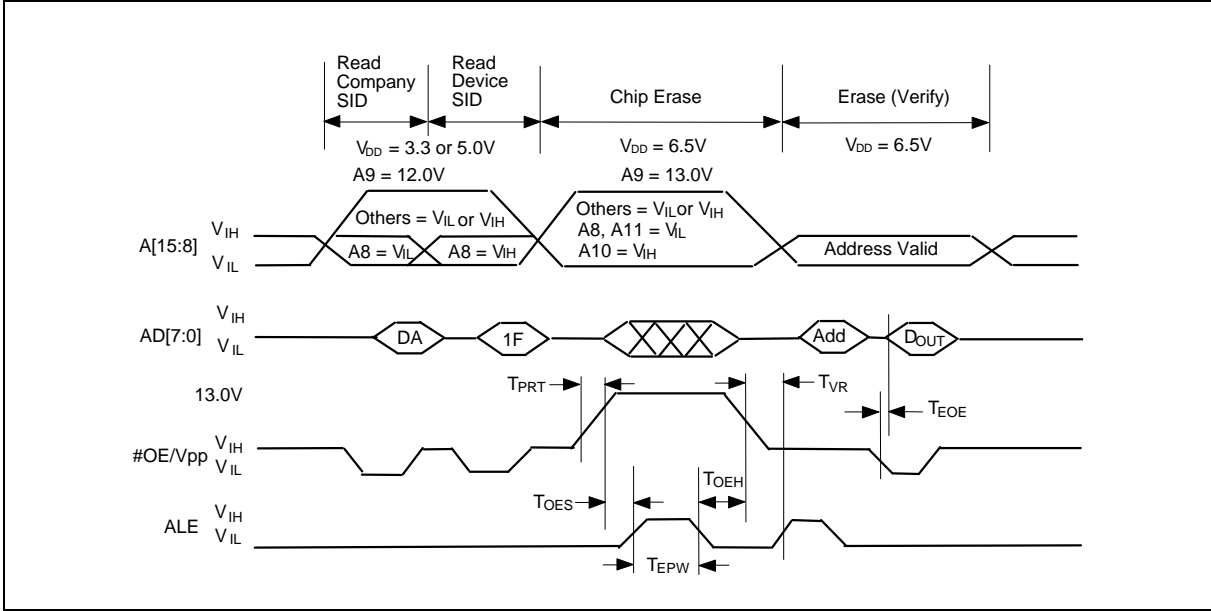 Read Company SID
Read Device SID
Chip Erase
Erase (Verify)
VDD = 3.3 or 5.0V
VDD = 6.5V
VDD = 6.5V
A9 = 12.0V
A9 = 13.0V
Others = VIL or VIH
Others = VIL or VIH
A8, A11 = VIL
A10 = VIH
A[15:8]
VIH
VIL
A8 = VIL
A8 = VIH
Address Valid
AD[7:0]
VIH
VIL
DA
1F
Add
DOUT
13.0V
TPRT
TVR
TEOE
#OE/Vpp
VIH
VIL
TOES
TOEH
ALE
VIH
VIL
TEPW